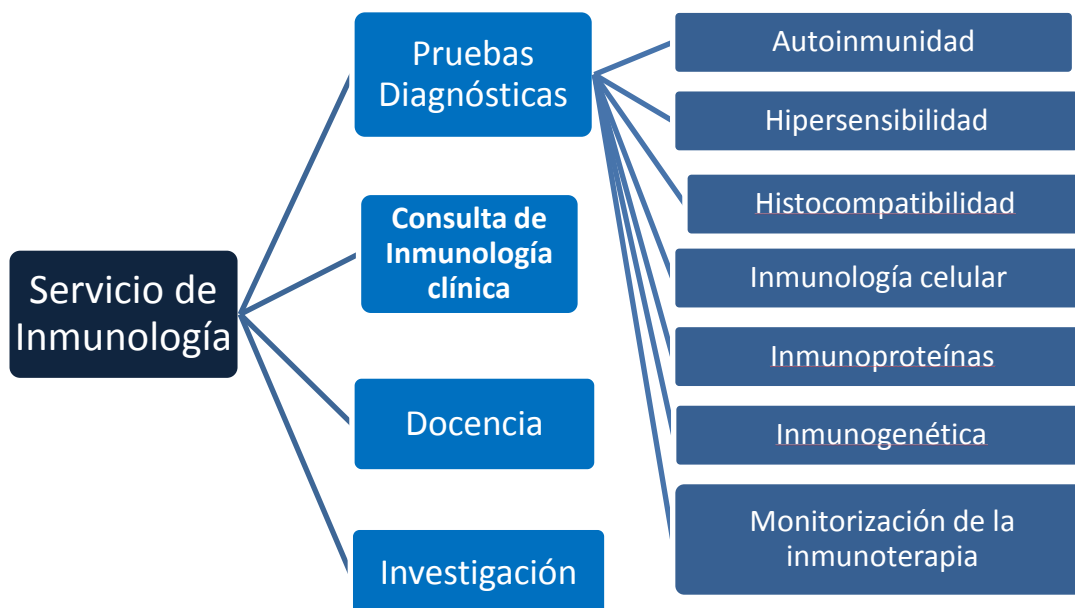 Servicio de
Inmunología
Pruebas
Diagnósticas
Consulta de
Inmunología
clínica
Docencia
Investigación
Autoinmunidad
Hipersensibilidad
Histocompatibilidad
Inmunología celular
Inmunoproteínas
Inmunogenética
Monitorización de la
inmunoterapia